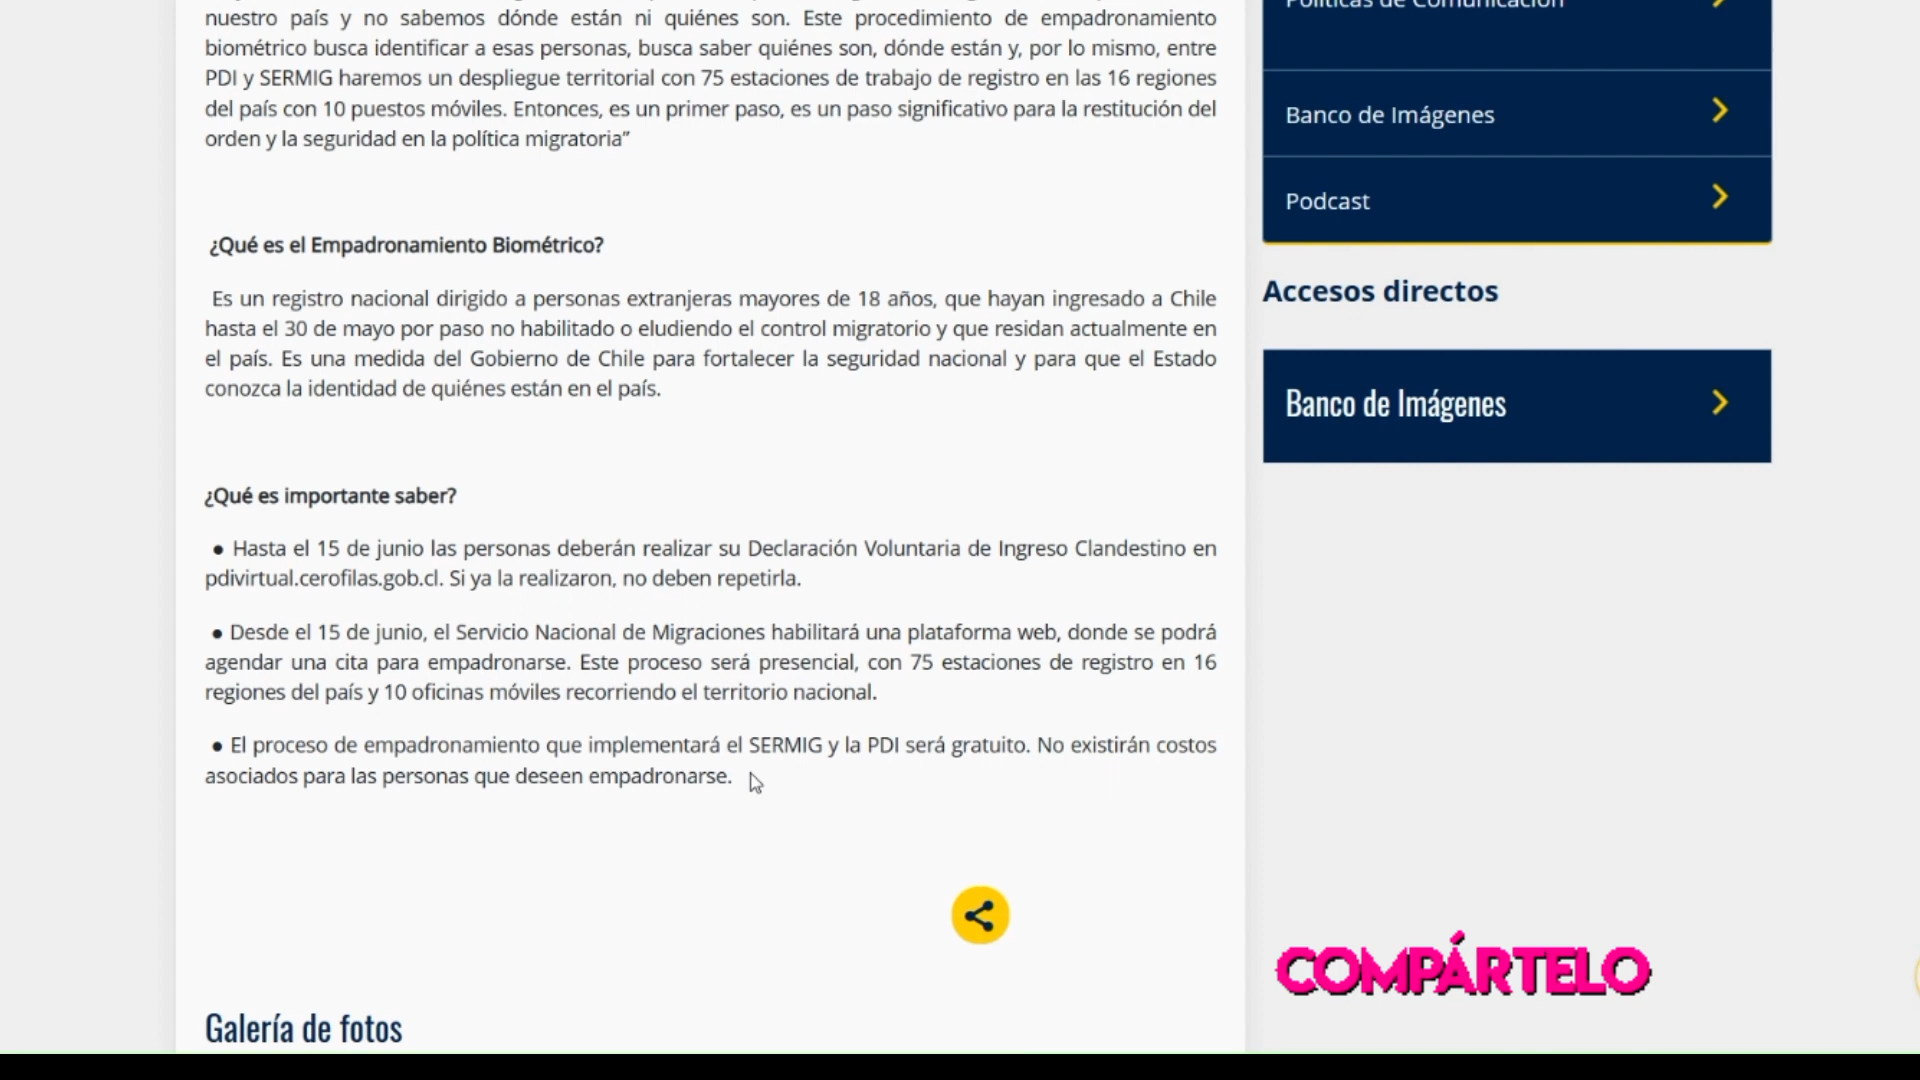 nuestro país y no sabemos dónde están ni quiénes son. Este procedimiento de empadronamiento
biométrico busca identificar a esas personas, busca saber quiénes son, dónde están y, por lo mismo, entre
PDI y SERMIG haremos un despliegue territorial con 75 estaciones de trabajo de registro en las 16 regiones
del país con 10 puestos móviles. Entonces, es un primer paso, es un paso significativo para la restitución del
orden y la seguridad en la política migratoria”
¿Qué es el Empadronamiento Biométrico?
Es un registro nacional dirigido a personas extranjeras mayores de 18 años, que hayan ingresado a Chile
hasta el 30 de mayo por paso no habilitado o eludiendo el control migratorio y que residan actualmente en
el país. Es una medida del Gobierno de Chile para fortalecer la seguridad nacional y para que el Estado
conozca la identidad de quiénes están en el país.
¿Qué es importante saber?
● Hasta el 15 de junio las personas deberán realizar su Declaración Voluntaria de Ingreso Clandestino en
pdivirtual.cerofilas.gob.cl. Si ya la realizaron, no deben repetirla.
● Desde el 15 de junio, el Servicio Nacional de Migraciones habilitará una plataforma web, donde se podrá
agendar una cita para empadronarse. Este proceso será presencial, con 75 estaciones de registro en 16
regiones del país y 10 oficinas móviles recorriendo el territorio nacional.
● El proceso de empadronamiento que implementará el SERMIG y la PDI será gratuito. No existirán costos
asociados para las personas que deseen empadronarse.
Galería de fotos
Políticas de Comunicación
Banco de Imágenes
Podcast
Accesos directos
Banco de Imágenes
COMPÁRTELO